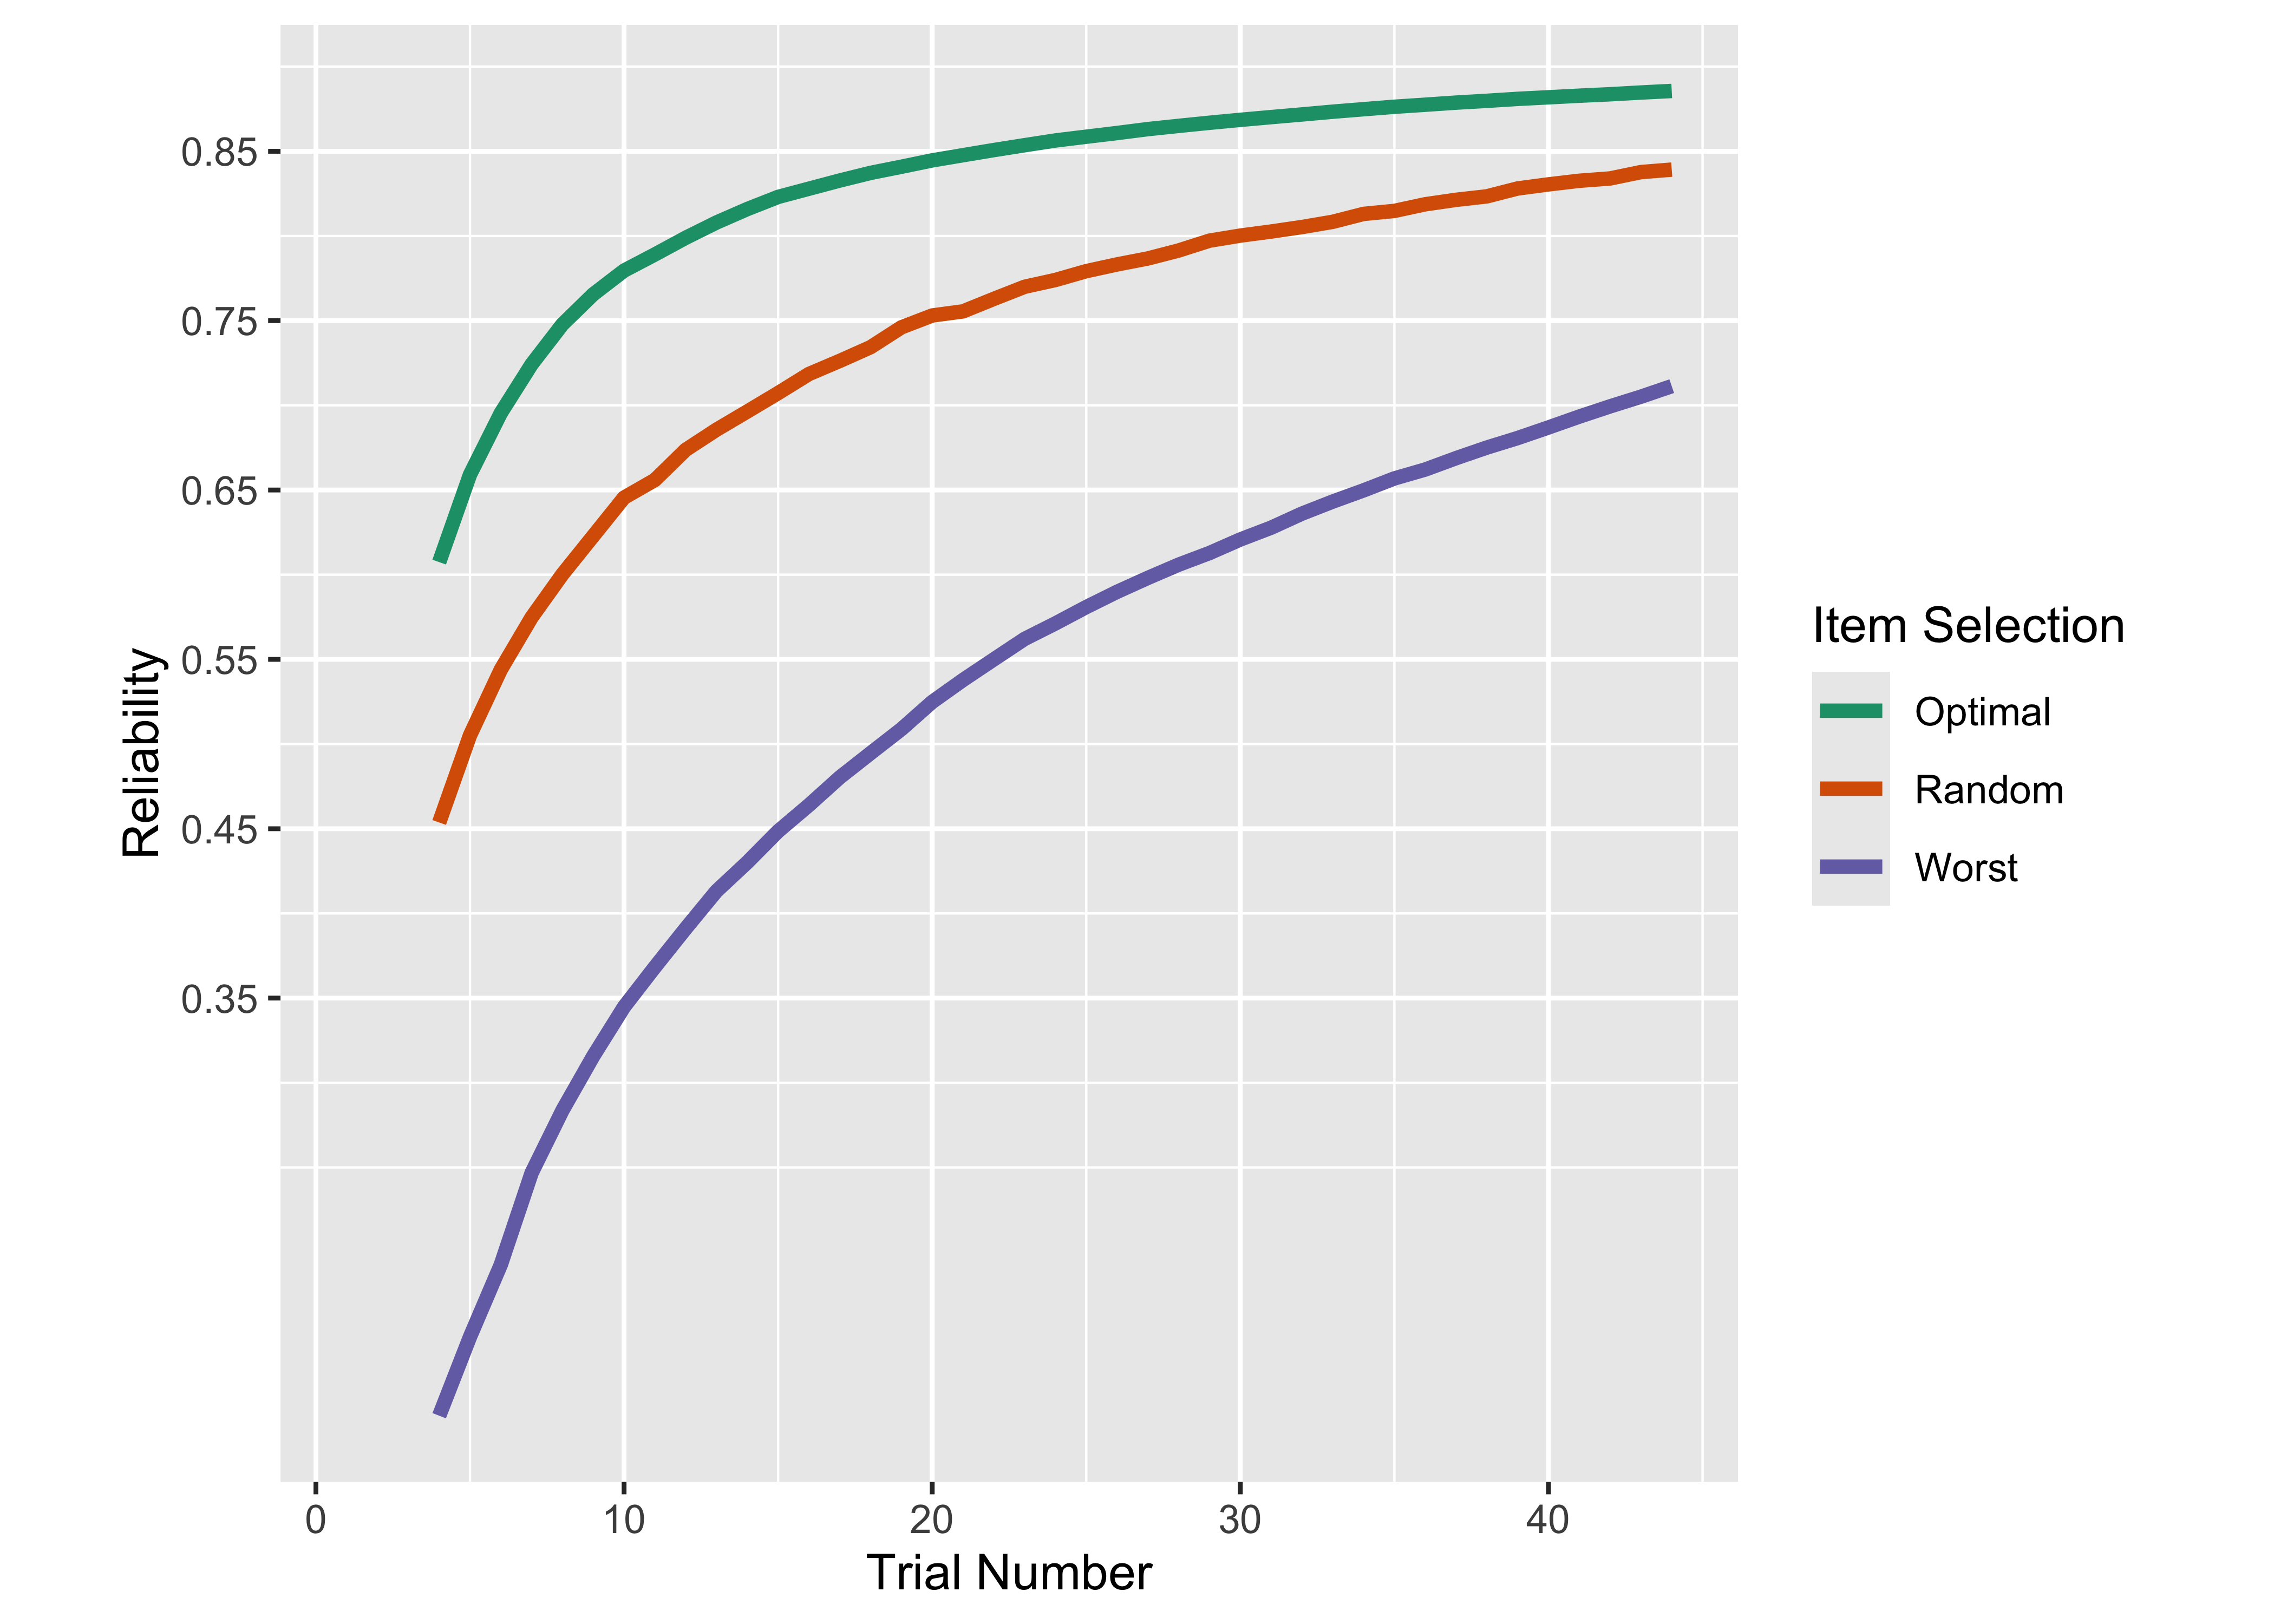 0.85
0.75
0.65
0.55
0.45
0.35
Reliability
0 10 20 30 40
Trial Number
Item Selection
Optimal
Random
Worst